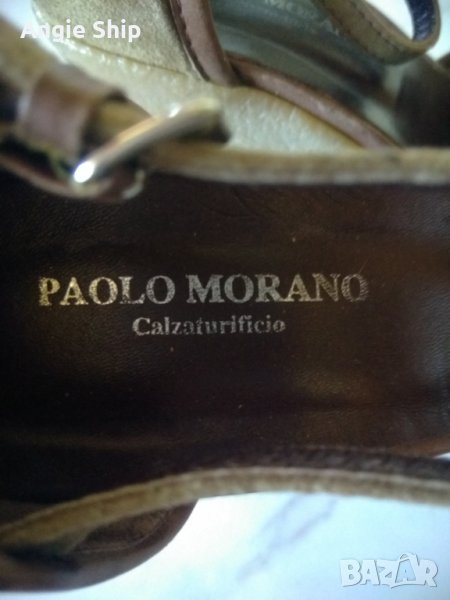 Angie Ship
PAOLO MORANO
Calzaturificio
BAZAR